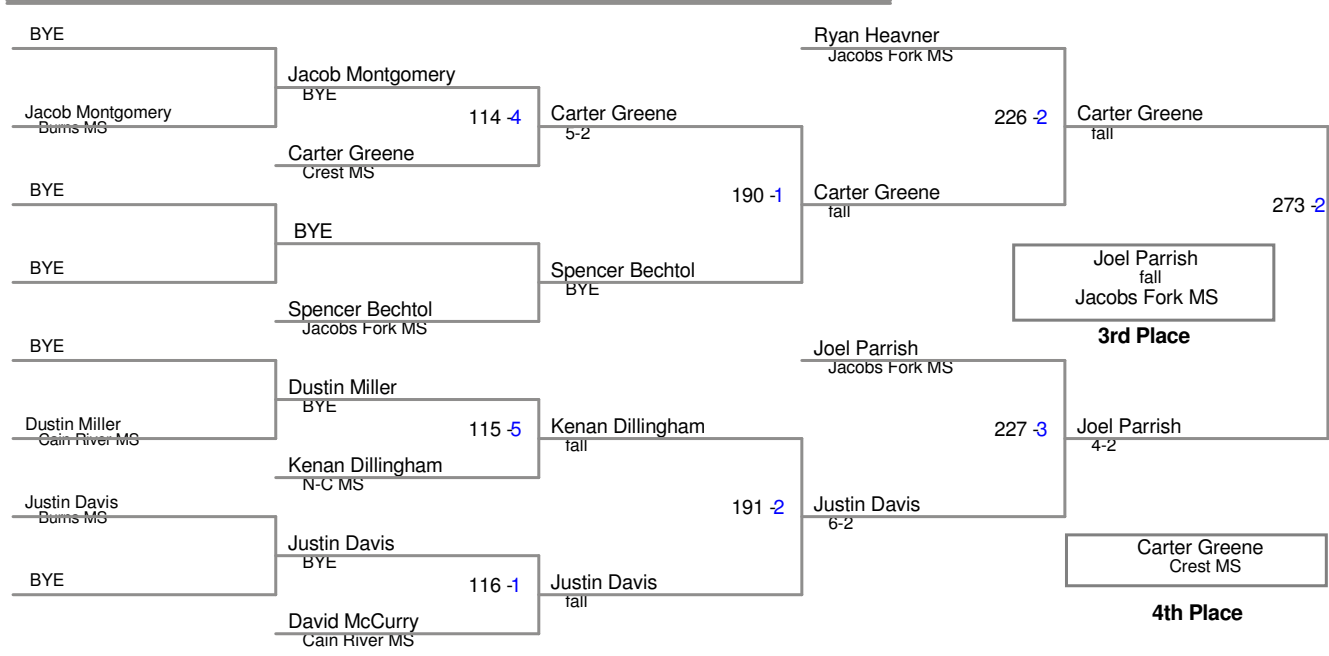 BYE
Jacob Montgomery
Burns MS
BYE
BYE
BYE
Dustin Miller
Cain River MS
Justin Davis
Burns MS
BYE
Jacob Montgomery
BYE
114 -4
Carter Greene
Crest MS
BYE
Spencer Bechtol
Jacobs Fork MS
Dustin Miller
BYE
115 -5
Kenan Dillingham
N-C MS
Justin Davis
BYE
116 -1
David McCurry
Cain River MS
Carter Greene
5-2
190 -1
Spencer Bechtol
BYE
Kenan Dillingham
fall
191 -2
Justin Davis
fall
Ryan Heavner
Jacobs Fork MS
226 -2
Carter Greene
fall
Joel Parrish
Jacobs Fork MS
227 -3
Justin Davis
6-2
Carter Greene
fall
273 -2
Joel Parrish
fall
Jacobs Fork MS
3rd Place
Joel Parrish
4-2
Carter Greene
Crest MS
4th Place